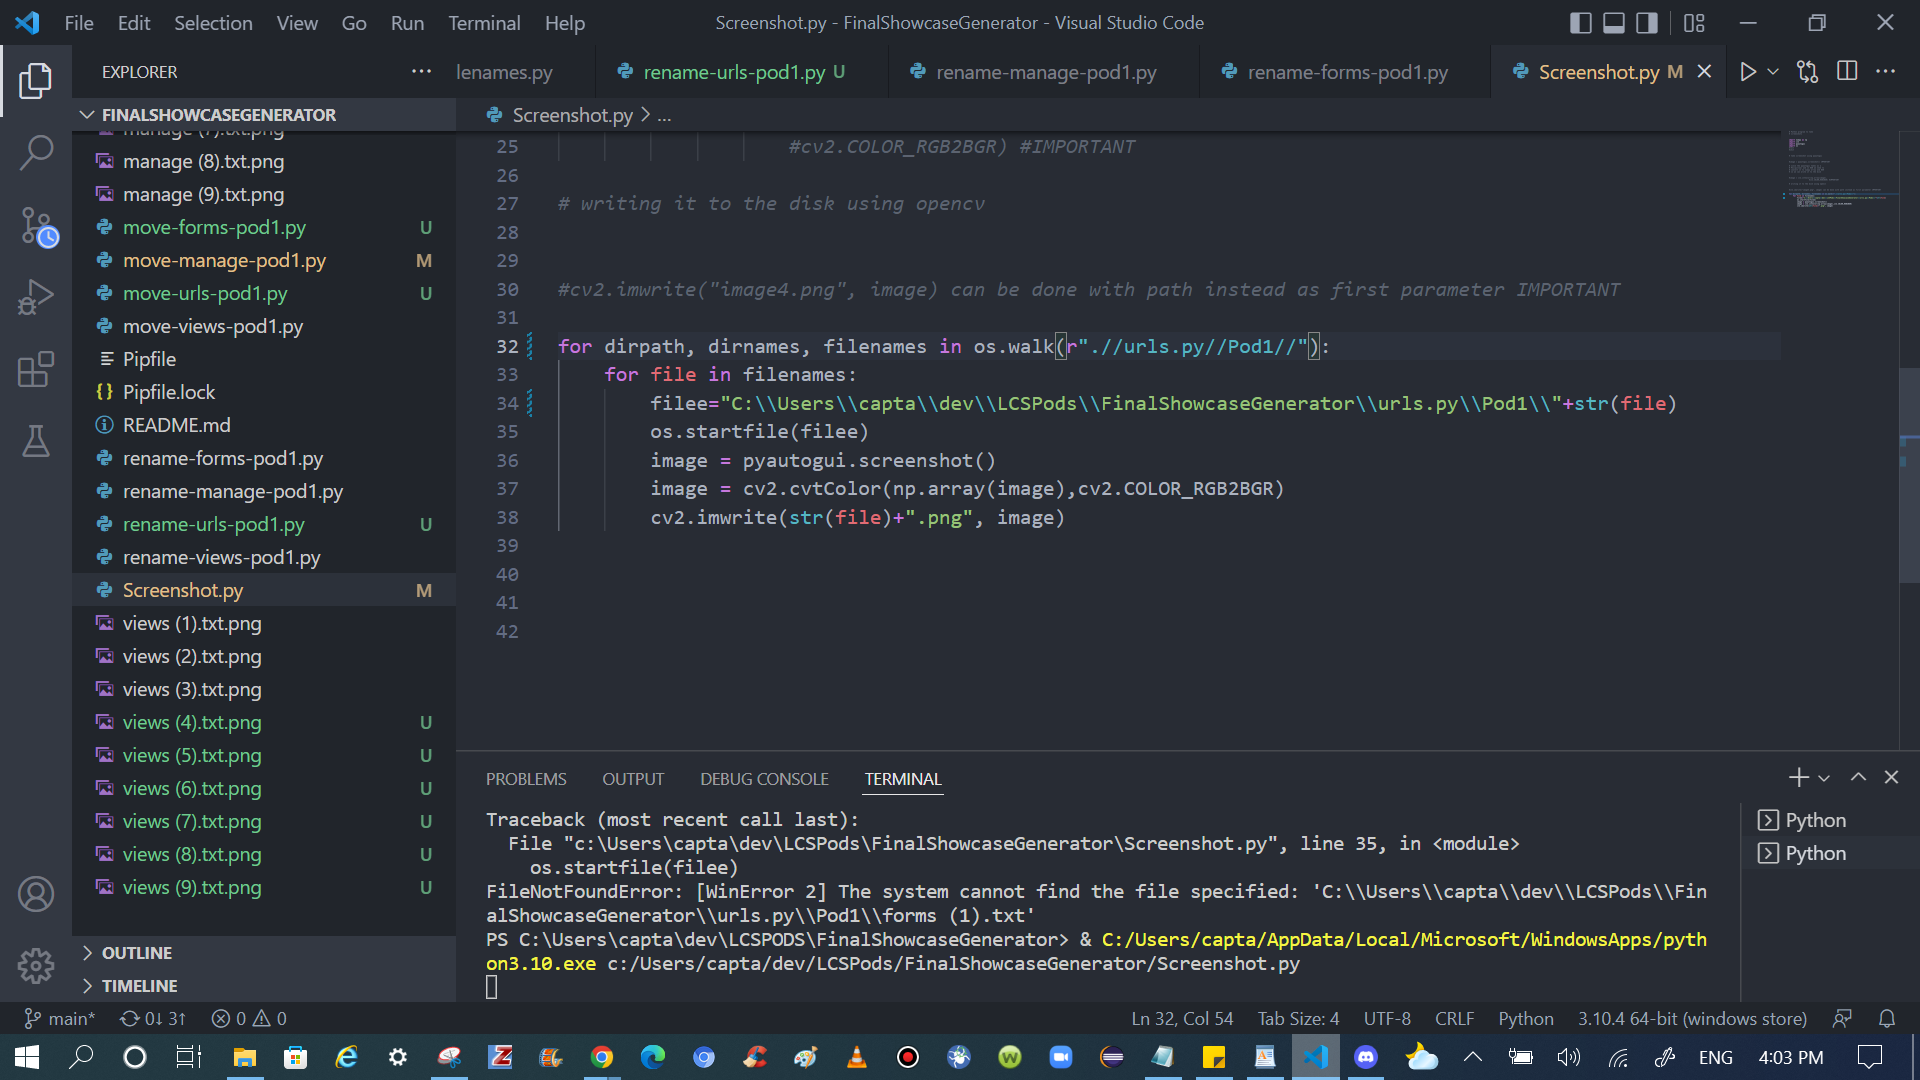 File Edit Selection View Go Run Terminal Help
Screenshot.py - FinalShowcaseGenerator - Visual Studio Code
EXPLORER
lenames.py
rename-urls-pod1.py U
rename-manage-pod1.py
rename-forms-pod1.py
Screenshot.py M
FINALSHOWCASEGENERATOR
manage (7).txt.png
manage (8).txt.png
manage (9).txt.png
move-forms-pod1.py U
move-manage-pod1.py M
move-urls-pod1.py U
move-views-pod1.py
Pipfile
{} Pipfile.lock
README.md
rename-forms-pod1.py
rename-manage-pod1.py
rename-urls-pod1.py U
rename-views-pod1.py
Screenshot.py M
views (1).txt.png
views (2).txt.png
views (3).txt.png
views (4).txt.png U
views (5).txt.png U
views (6).txt.png U
views (7).txt.png U
views (8).txt.png U
views (9).txt.png U
OUTLINE
TIMELINE
Screenshot.py > ...
25 #cv2.COLOR_RGB2BGR) #IMPORTANT
26
27 # writing it to the disk using opencv
28
29
30 #cv2.imwrite("image4.png", image) can be done with path instead as first parameter IMPORTANT
31
32 for dirpath, dirnames, filenames in os.walk(r".//urls.py//Pod1//"):
33 for file in filenames:
34 filee="C:\\Users\\capta\\dev\\LCSPods\\FinalShowcaseGenerator\\urls.py\\Pod1\\"+str(file)
35 os.startfile(filee)
36 image = pyautogui.screenshot()
37 image = cv2.cvtColor(np.array(image),cv2.COLOR_RGB2BGR)
38 cv2.imwrite(str(file)+".png", image)
39
40
41
42
PROBLEMS OUTPUT DEBUG CONSOLE TERMINAL
Traceback (most recent call last):
File "c:\Users\capta\dev\LCSPods\FinalShowcaseGenerator\Screenshot.py", line 35, in <module>
os.startfile(filee)
FileNotFoundError: [WinError 2] The system cannot find the file specified: 'C:\\Users\\capta\\dev\\LCSPods\\Fin
alShowcaseGenerator\\urls.py\\Pod1\\forms (1).txt'
PS C:\Users\capta\dev\LCSPODS\FinalShowcaseGenerator> & C:/Users/capta/AppData/Local/Microsoft/WindowsApps/pyth
on3.10.exe c:/Users/capta/dev/LCSPods/FinalShowcaseGenerator/Screenshot.py
Python
Python
main* 0↓ 3↑ 0 0
Ln 32, Col 54 Tab Size: 4 UTF-8 CRLF Python 3.10.4 64-bit (windows store)
ENG 4:03 PM